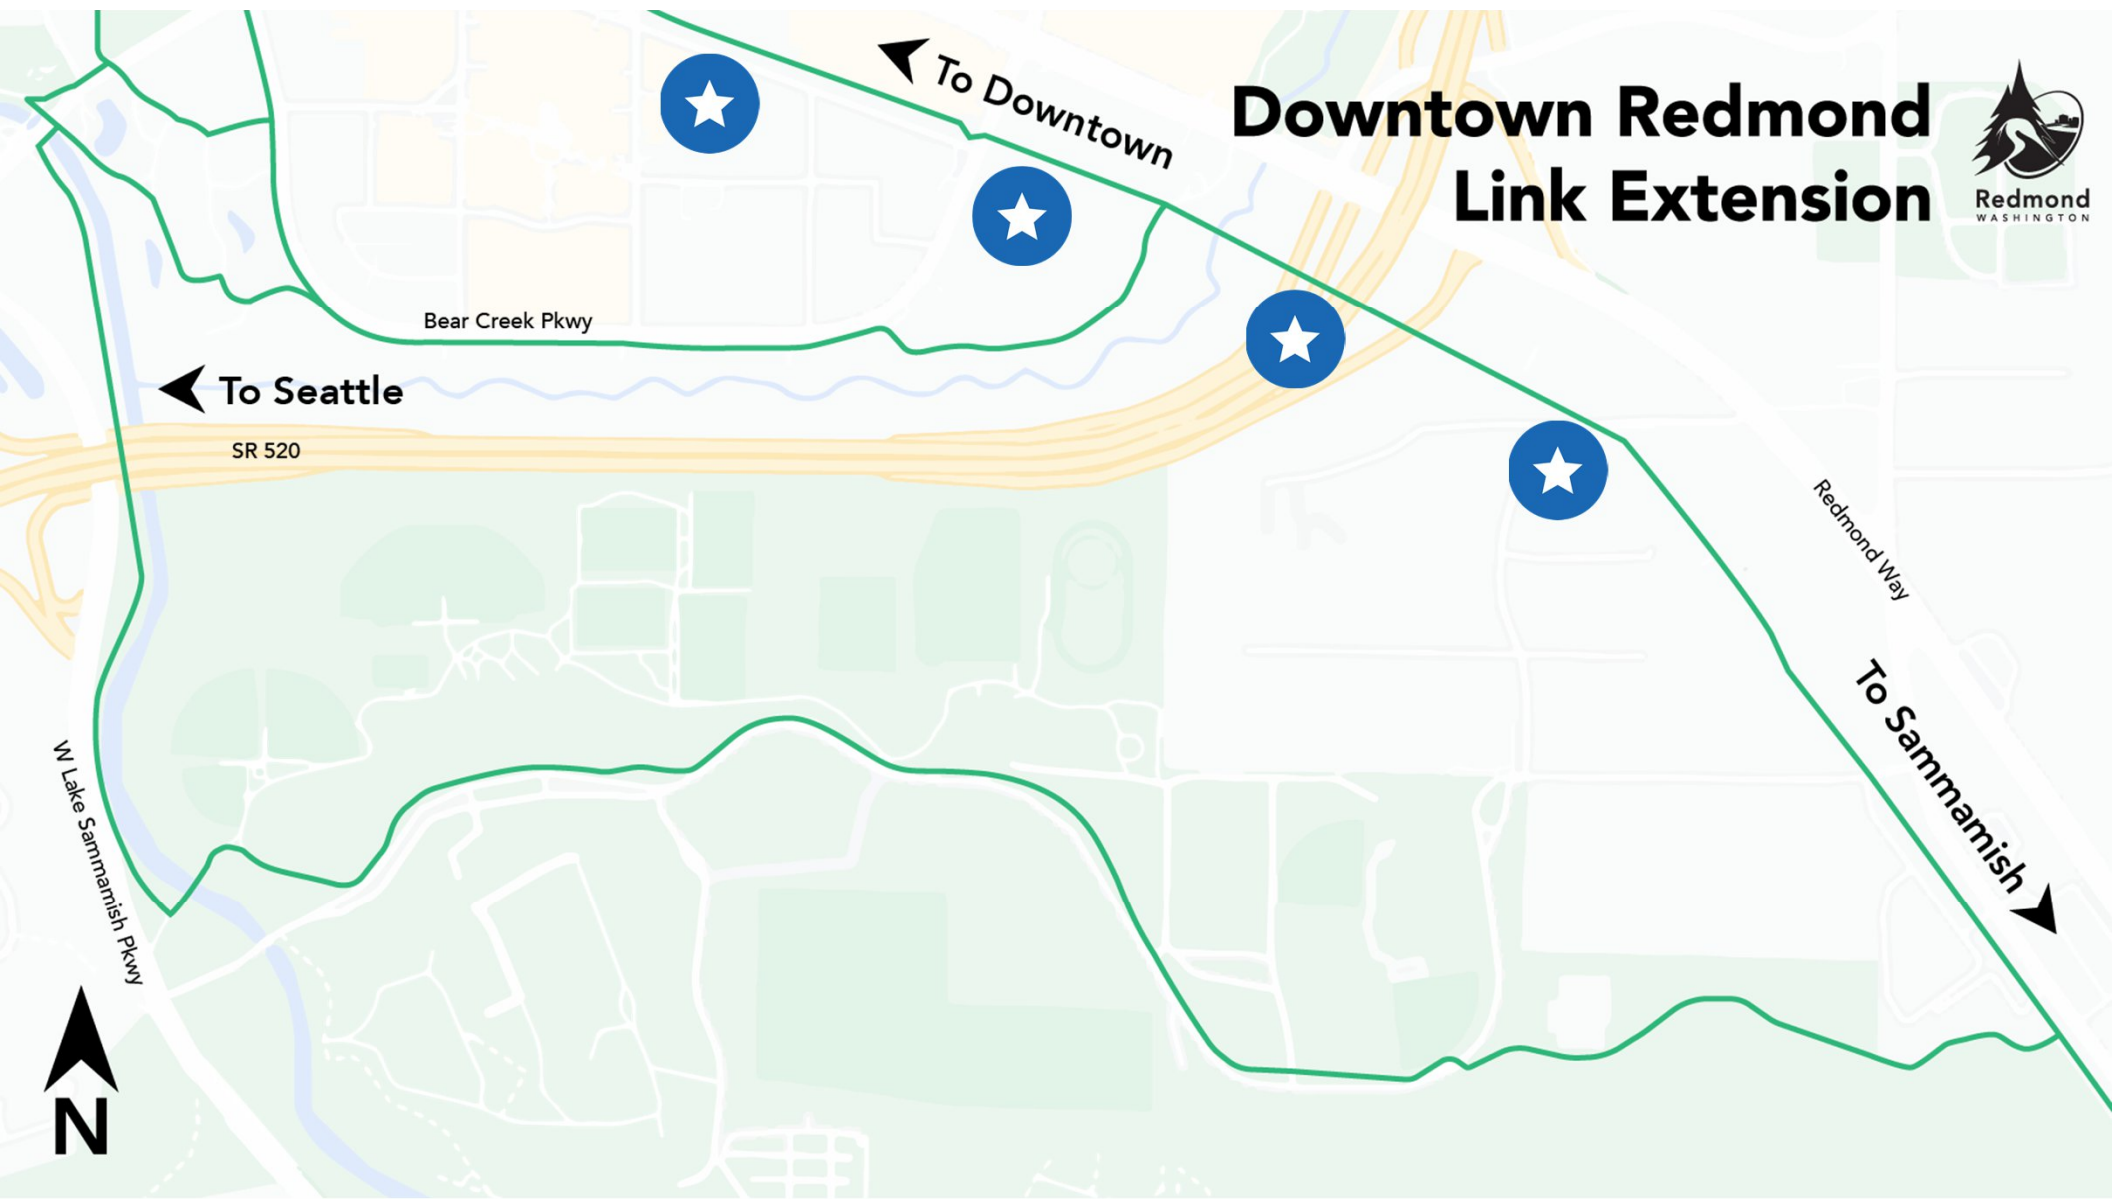 To Downtown
Downtown Redmond
Link Extension
Redmond
WASHINGTON
Bear Creek Pkwy
To Seattle
SR 520
Redmond Way
To Sammamish
W Lake Sammamish Pkwy
N